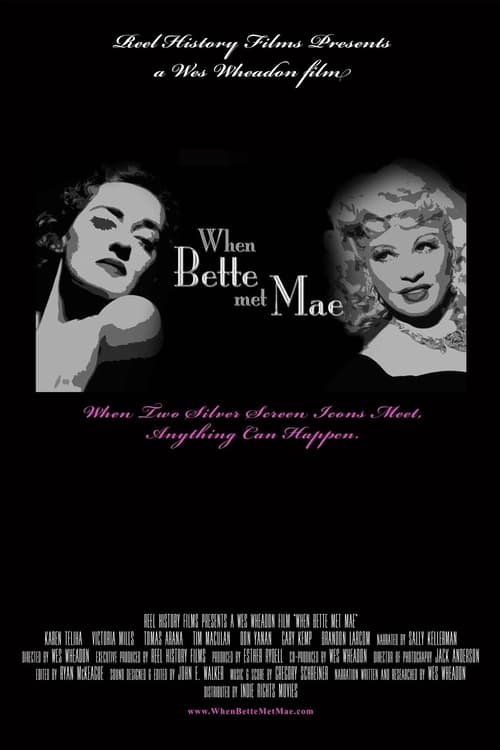 Reel History Films Presents
a Wes Wheadon film
When
Bette
met Mae
When Two Silver Screen Icons Meet,
Anything Can Happen.
REEL HISTORY FILMS PRESENTS A WES WHEADON FILM "WHEN BETTE MET MAE"
KAREN TELIHA VICTORIA MILLS TOMAS ARANA TIM MACULAN DON YANAN GARY KEMP BRANDON LARCOM NARRATED BY SALLY KELLERMAN
DIRECTED BY WES WHEADON EXECUTIVE PRODUCED BY REEL HISTORY FILMS PRODUCED BY ESTHER RYDELL CO-PRODUCED BY WES WHEADON DIRECTOR OF PHOTOGRAPHY JACK ANDERSON
EDITED BY RYAN MCKEAGUE SOUND DESIGNED & EDITED BY JOHN E. WALKER MUSIC & SCORE BY GREGORY SCHREINER NARRATION WRITTEN AND RESEARCHED BY WES WHEADON
DISTRIBUTED BY INDIE RIGHTS MOVIES
www.WhenBetteMetMae.com